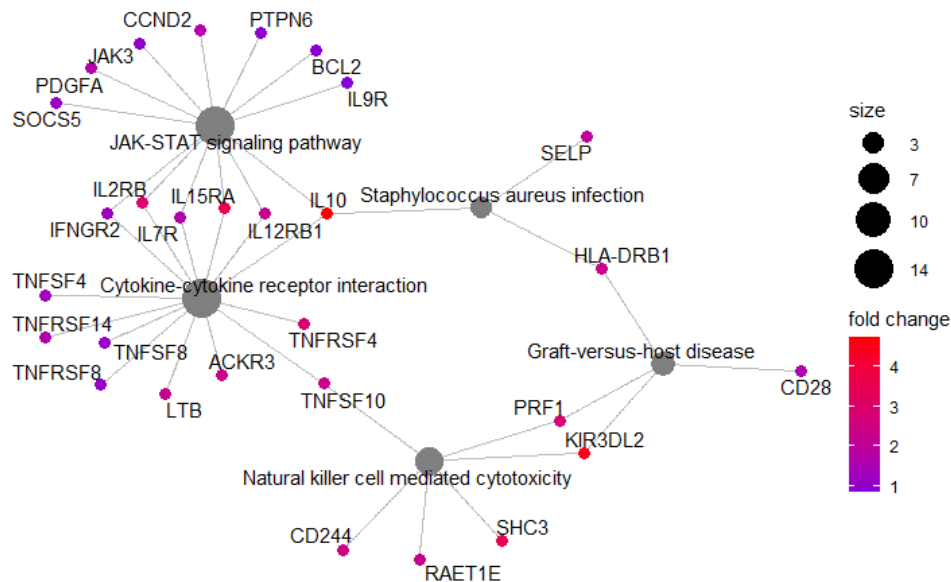 CCND2
PTPN6
JAK3
BCL2
PDGFA
IL9R
SOCS5
JAK-STAT signaling pathway
size
3
7
10
14
SELP
IL2RB
IL15RA
IL10
Staphylococcus aureus infection
IFNGR2
IL7R
IL12RB1
HLA-DRB1
TNFSF4
Cytokine-cytokine receptor interaction
TNFRSF14
TNFSF8
ACKR3
TNFRSF4
TNFRSF8
LTB
TNFSF10
Graft-versus-host disease
CD28
PRF1
KIR3DL2
Natural killer cell mediated cytotoxicity
CD244
RAET1E
SHC3
fold change
4
3
2
1